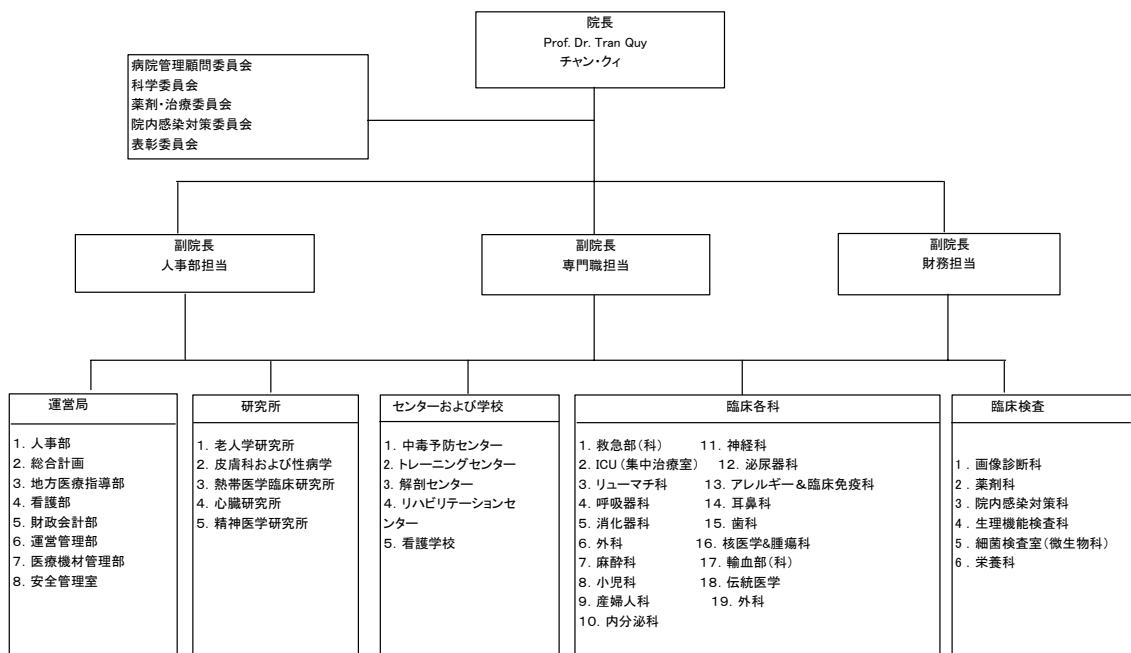 院長
Prof. Dr. Tran Quy
チャン・クィ
病院管理顧問委員会
科学委員会
薬剤・治療委員会
院内感染対策委員会
表彰委員会
副院長
人事部担当
副院長
専門職担当
副院長
財務担当
運営局
1. 人事部
2. 総合計画
3. 地方医療指導部
4. 看護部
5. 財政会計部
6. 運営管理部
7. 医療機材管理部
8. 安全管理室
研究所
1. 老人学研究所
2. 皮膚科および性病学
3. 熱帯医学臨床研究所
4. 心臓研究所
5. 精神医学研究所
センターおよび学校
1. 中毒予防センター
2. トレーニングセンター
3. 解剖センター
4. リハビリテーションセ
ンター
5. 看護学校
臨床各科
1. 救急部(科) 11. 神経科
2. ICU(集中治療室) 12. 泌尿器科
3. リューマチ科 13. アレルギー&臨床免疫科
4. 呼吸器科 14. 耳鼻科
5. 消化器科 15. 歯科
6. 外科 16. 核医学&腫瘍科
7. 麻酔科 17. 輸血部(科)
8. 小児科 18. 伝統医学
9. 産婦人科 19. 外科
10. 内分泌科
臨床検査
1 . 画像診断科
2 . 薬剤科
3 . 院内感染対策科
4 . 生理機能検査科
5 . 細菌検査室(微生物科)
6 . 栄養科